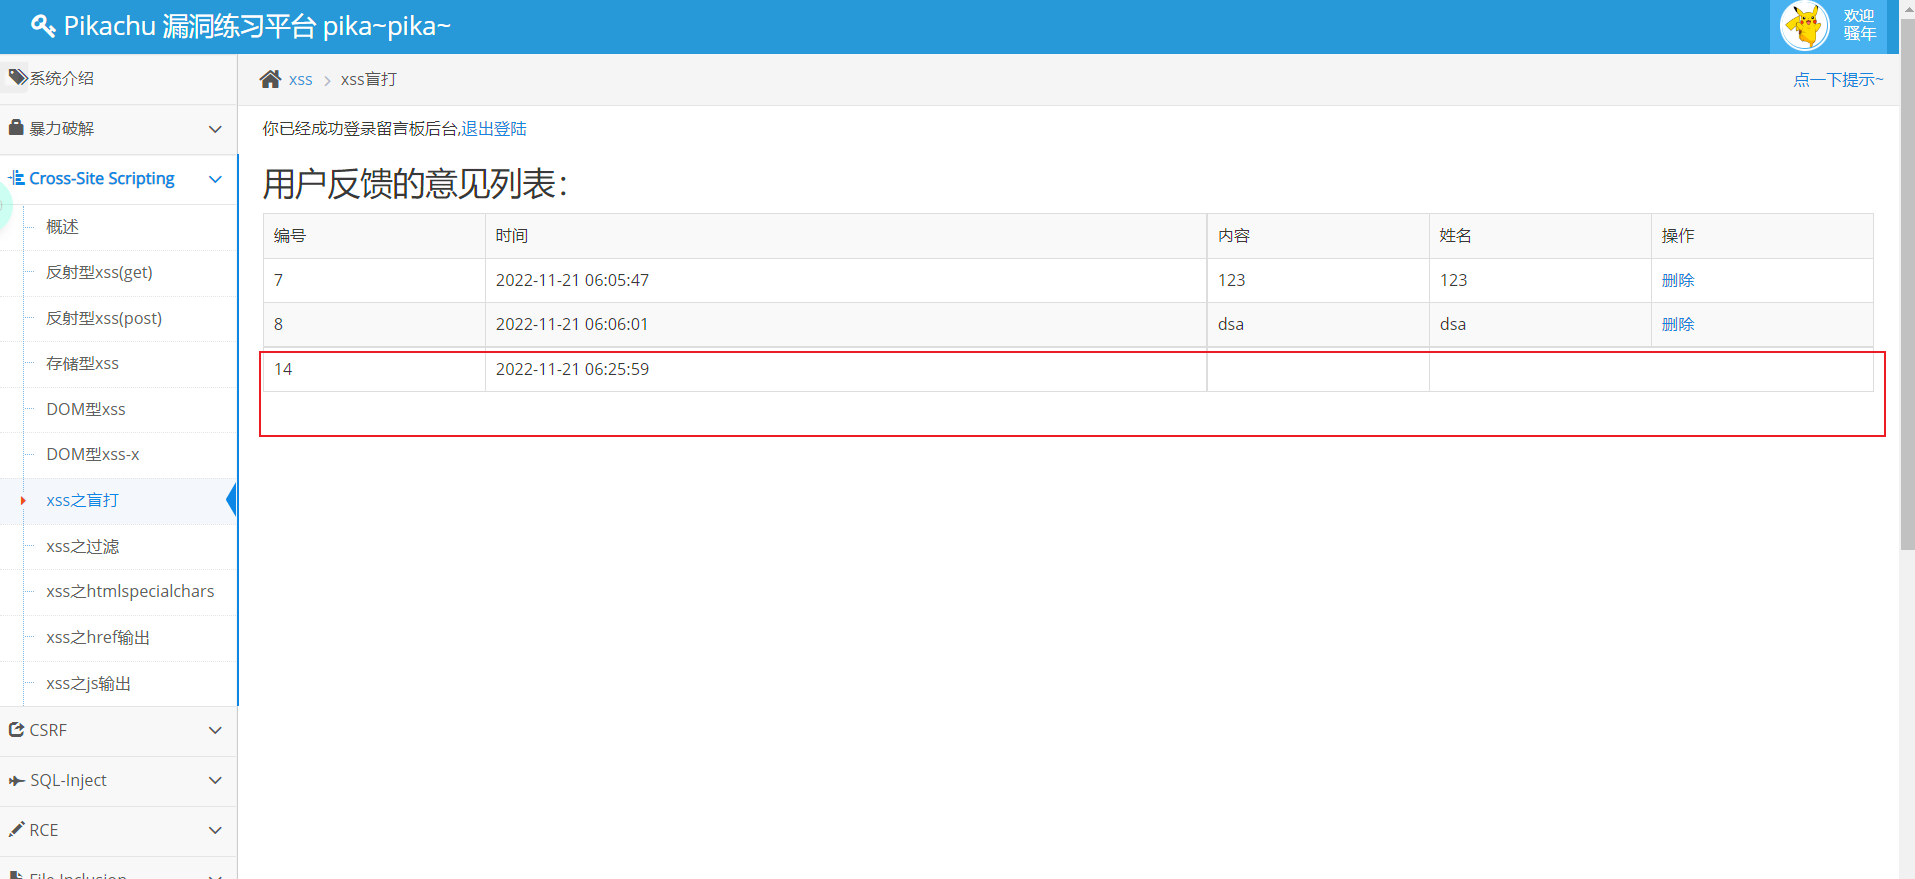 Pikachu 漏洞练习平台 pika~pika~
欢迎
骚年
系统介绍
暴力破解
Cross-Site Scripting
概述
反射型xss(get)
反射型xss(post)
存储型xss
DOM型xss
DOM型xss-x
xss之盲打
xss之过滤
xss之htmlspecialchars
xss之href输出
xss之js输出
CSRF
SQL-Inject
RCE
File Inclusion
xss > xss盲打
点一下提示~
你已经成功登录留言板后台,退出登陆
用户反馈的意见列表：
编号 时间 内容 姓名 操作
7 2022-11-21 06:05:47 123 123 删除
8 2022-11-21 06:06:01 dsa dsa 删除
14 2022-11-21 06:25:59